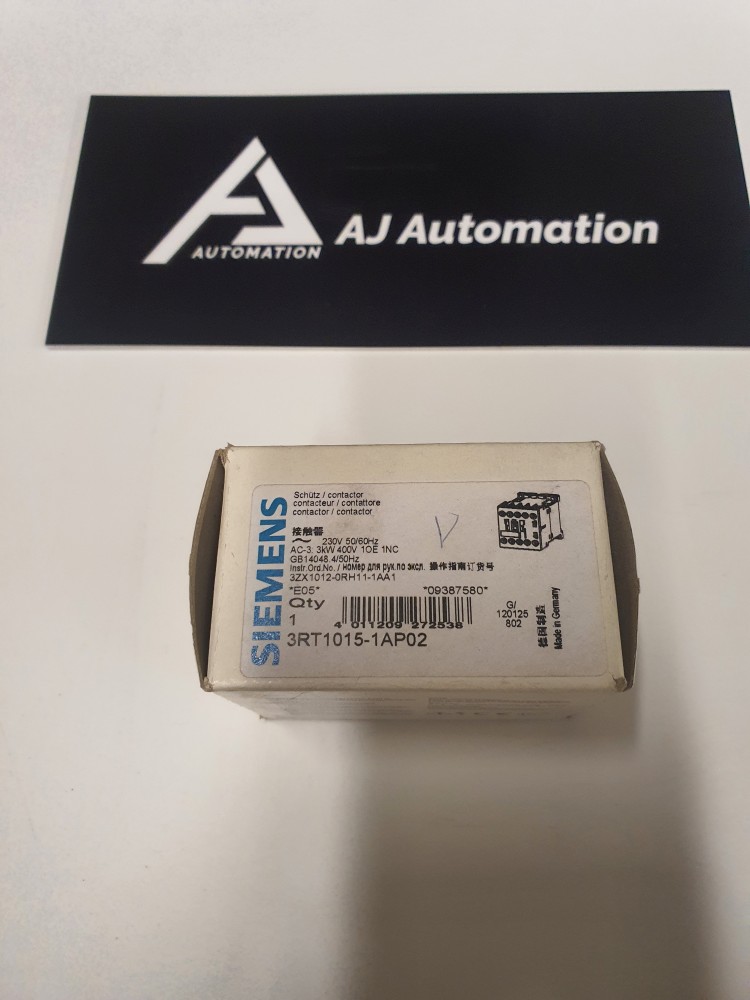 AUTOMATION
AJ Automation
SIEMENS
Schütz / contactor
contacteur / contattore
contactor / contactor
接触器
230V 50/60Hz
AC-3, 3kW 400V 1OE 1NC
GB14048.4/50Hz
Instr.Ord.No. / номер для рук.по экспл. 操作指南订货号
3ZX1012-0RH11-1AA1
*E05* *09387580*
Qty
1
4 011209 272538
3RT1015-1AP02
G/
120125
802
德国制造
Made in Germany